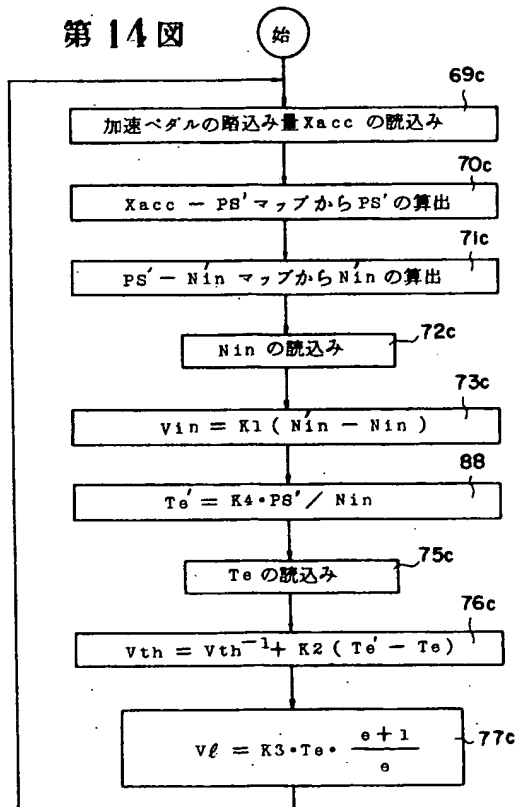 第14図
始
69c
加速ペダルの踏込み量Xacc の読込み
70c
Xacc － PS' マップから PS' の算出
71c
PS' － N'in マップから N'in の算出
72c
Nin の読込み
73c
Vin = K1 ( N'in － Nin )
88
Te' = K4・PS' / Nin
75c
Te の読込み
76c
Vth = Vth⁻¹ + K2 ( Te' － Te )
77c
Vℓ = K3・Te・ e + 1 / e